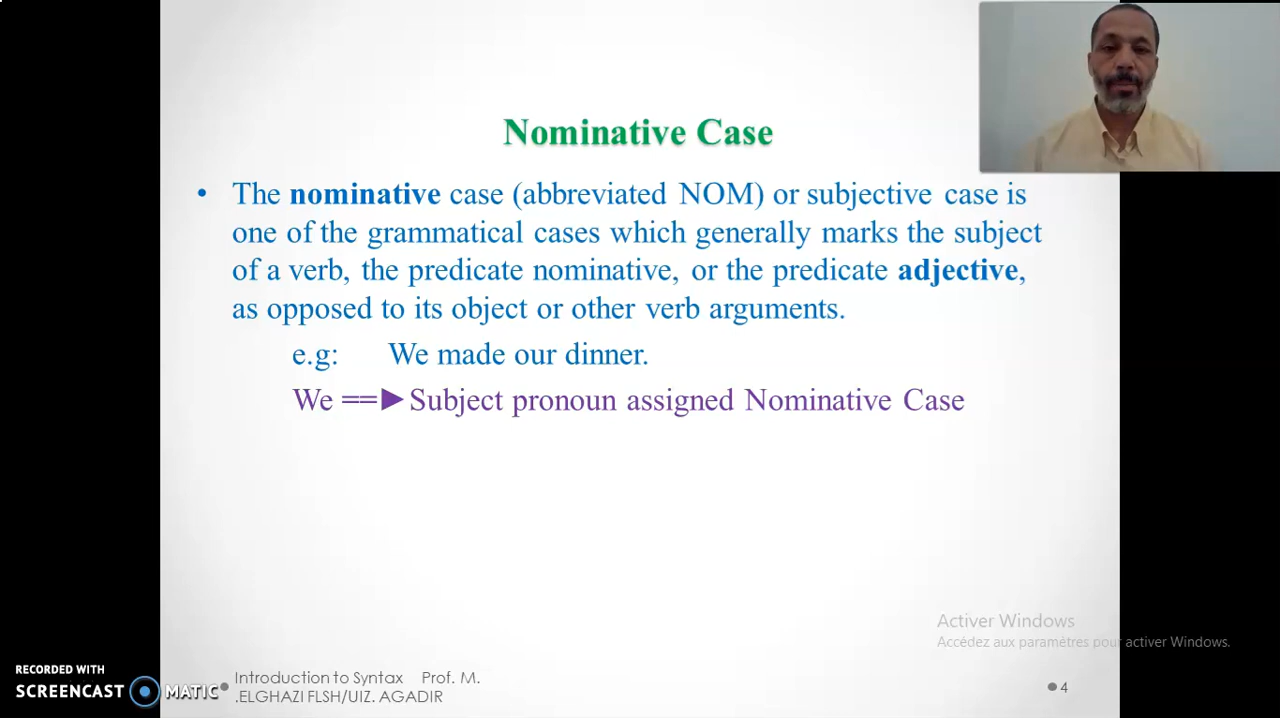 Nominative Case
• The nominative case (abbreviated NOM) or subjective case is
one of the grammatical cases which generally marks the subject
of a verb, the predicate nominative, or the predicate adjective,
as opposed to its object or other verb arguments.
e.g: We made our dinner.
We ==► Subject pronoun assigned Nominative Case
Activer Windows
Accédez aux paramètres pour activer Windows.
RECORDED WITH
SCREENCAST MATIC
Introduction to Syntax Prof. M.
.ELGHAZI FLSH/UIZ. AGADIR
4